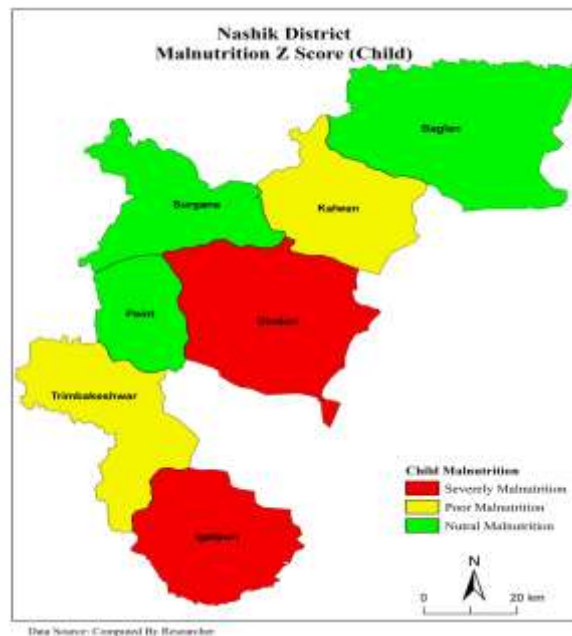 Nashik District
Malnutrition Z Score (Child)
Baglan
Surgana
Kalwan
Peint
Dindori
Trimbakeshwar
Igatpuri
Child Malnutrition
Severely Malnutrition
Poor Malnutrition
Nutral Malnutrition
N
0 20 km
Data Source: Computed By Researcher